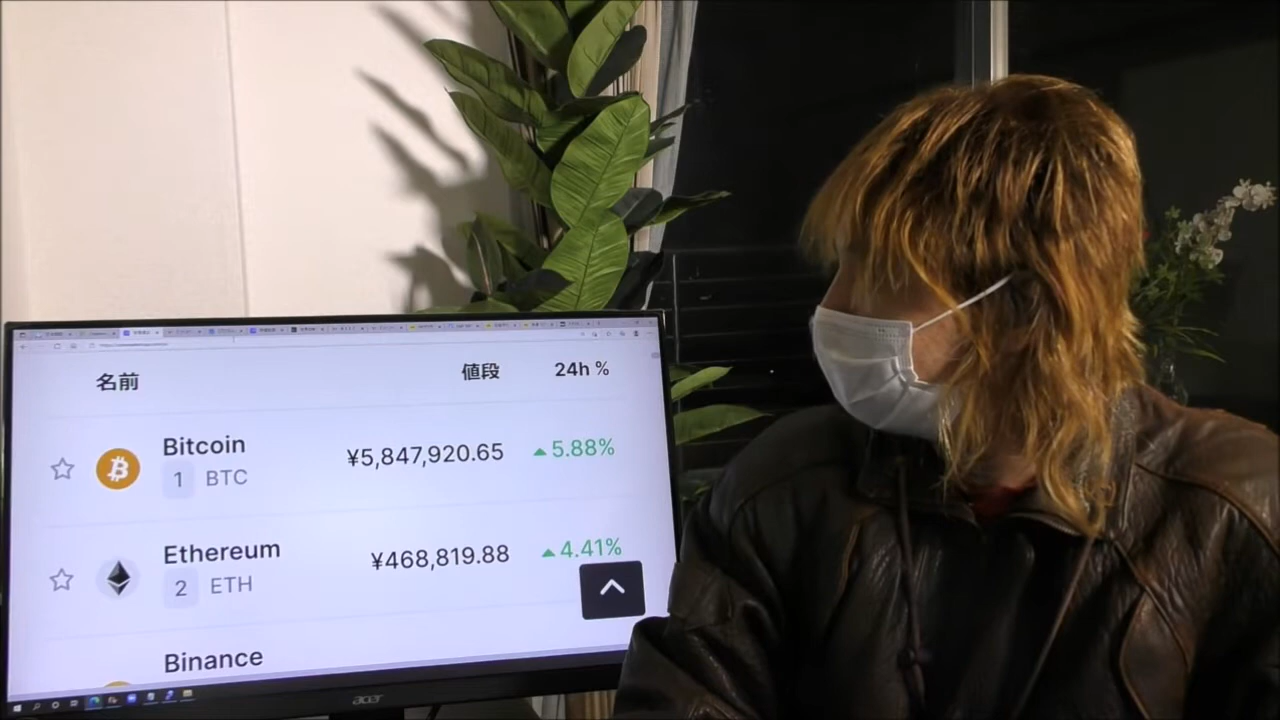 名前 値段 24h %
Bitcoin ¥5,847,920.65 5.88%
1 BTC
Ethereum ¥468,819.88 4.41%
2 ETH
Binance
acer